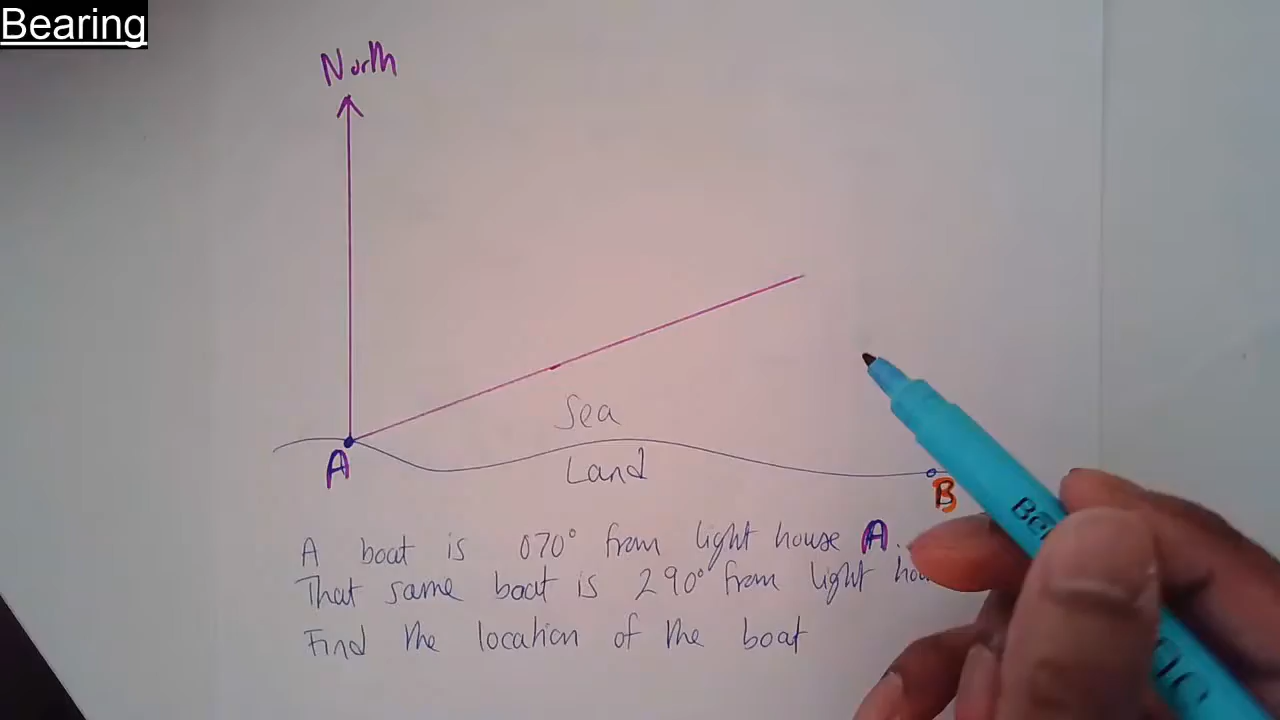 Bearing
North
Sea
A
Land
B
A boat is 070° from light house A.
That same boat is 290° from light
Find the location of the boat